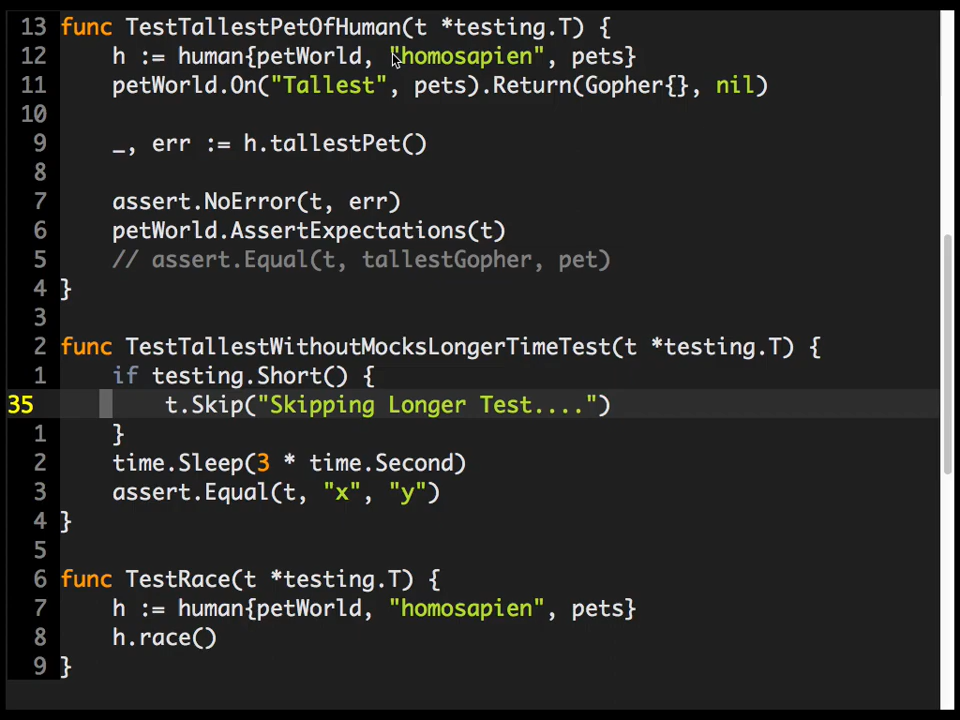 13 func TestTallestPetOfHuman(t *testing.T) {
12     h := human{petWorld, "homosapien", pets}
11     petWorld.On("Tallest", pets).Return(Gopher{}, nil)
10
9     _, err := h.tallestPet()
8
7     assert.NoError(t, err)
6     petWorld.AssertExpectations(t)
5     // assert.Equal(t, tallestGopher, pet)
4 }
3
2 func TestTallestWithoutMocksLongerTimeTest(t *testing.T) {
1     if testing.Short() {
35         t.Skip("Skipping Longer Test....")
1     }
2     time.Sleep(3 * time.Second)
3     assert.Equal(t, "x", "y")
4 }
5
6 func TestRace(t *testing.T) {
7     h := human{petWorld, "homosapien", pets}
8     h.race()
9 }